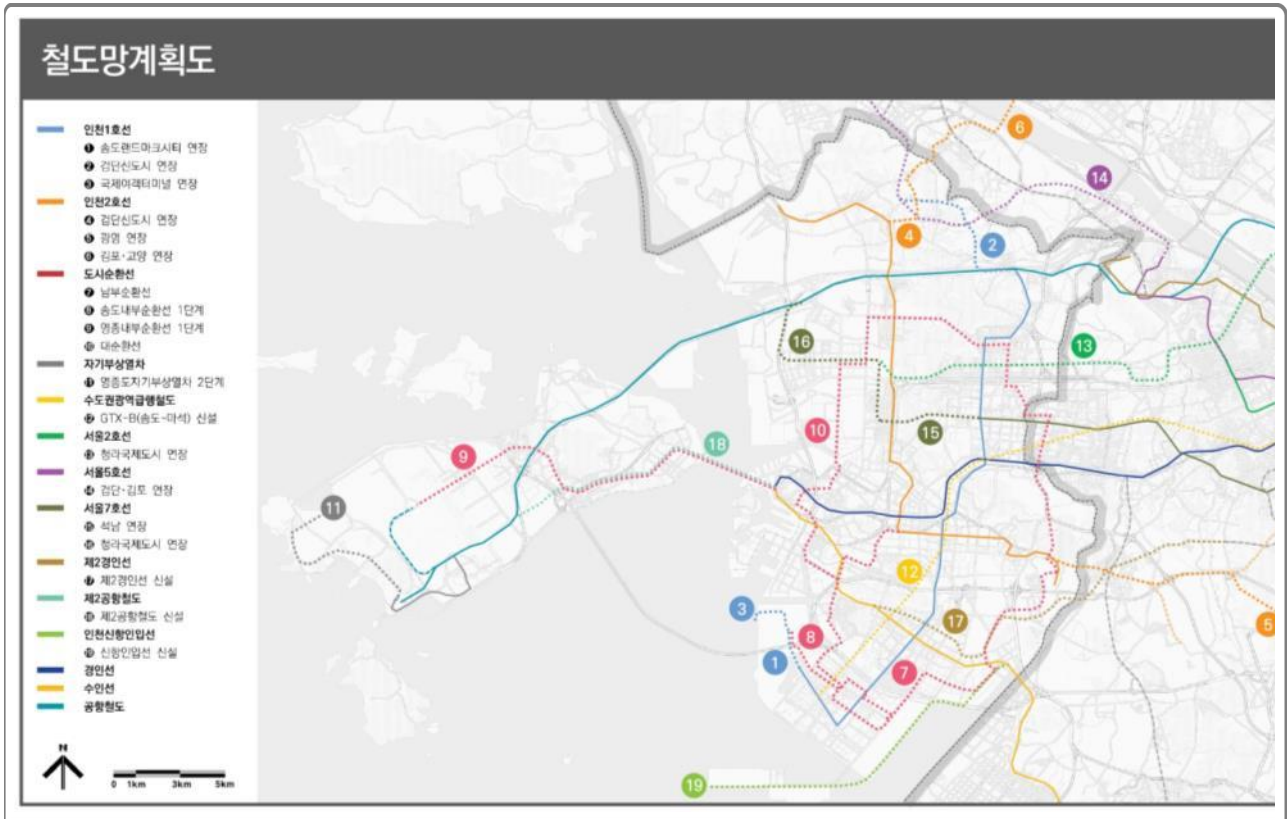 철도망계획도
인천1호선
❶ 송도랜드마크시티 연장
❷ 검단신도시 연장
❸ 국제여객터미널 연장
인천2호선
❹ 검단신도시 연장
❺ 광명 연장
❻ 김포·고양 연장
도시순환선
❼ 남부순환선
❽ 송도내부순환선 1단계
❾ 영종내부순환선 1단계
❿ 대순환선
자기부상열차
⓫ 영종도자기부상열차 2단계
수도권광역급행철도
⓬ GTX-B(송도-마석) 신설
서울2호선
⓭ 청라국제도시 연장
서울5호선
⓮ 검단·김포 연장
서울7호선
⓯ 석남 연장
⓰ 청라국제도시 연장
제2경인선
⓱ 제2경인선 신설
제2공항철도
⓲ 제2공항철도 신설
인천신항인입선
⓳ 신항인입선 신설
경인선
수인선
공항철도
N
0 1km 3km 5km
6
14
4
2
16
13
10
15
18
9
11
12
3
17
8
5
1
7
19